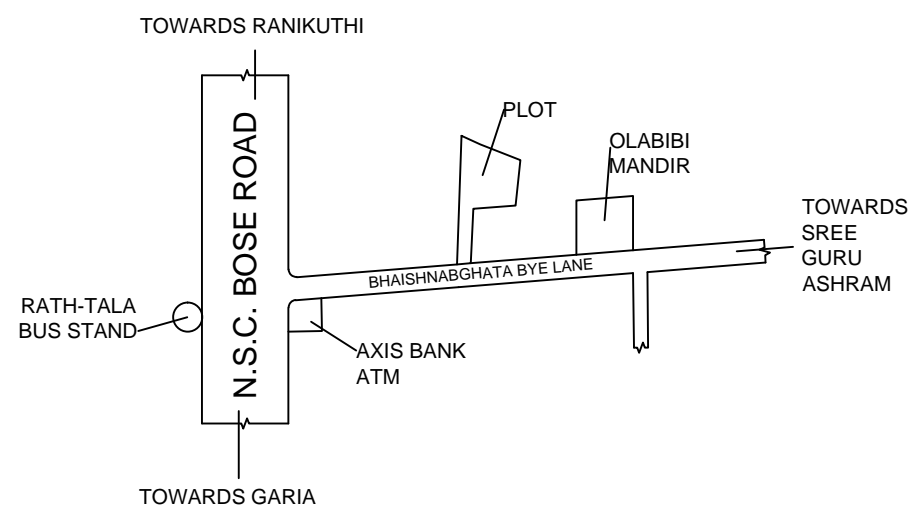 TOWARDS RANIKUTHI
PLOT
OLABIBI
MANDIR
N.S.C. BOSE ROAD
TOWARDS
SREE
GURU
ASHRAM
BHAISHNABGHATA BYE LANE
RATH-TALA
BUS STAND
AXIS BANK
ATM
TOWARDS GARIA